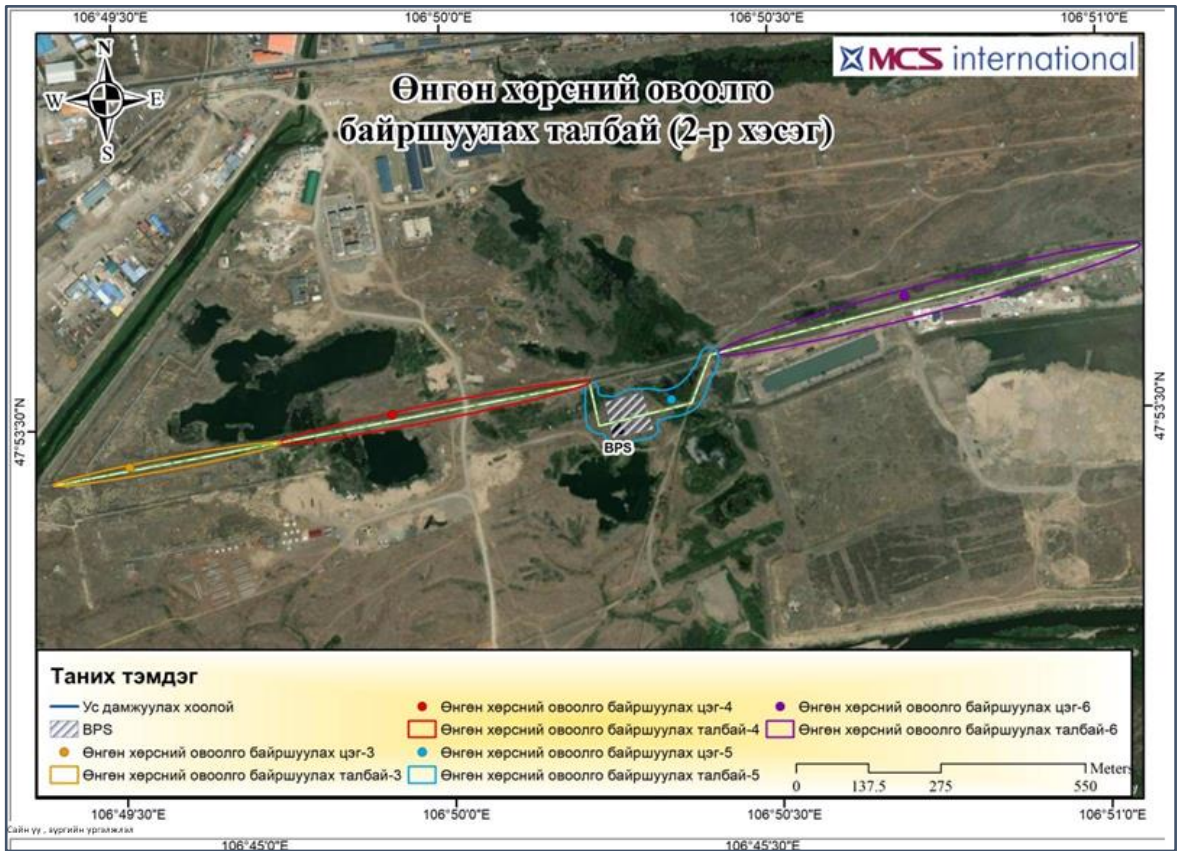 106°49'30"E 106°50'0"E 106°50'30"E 106°51'0"E
MCS international
N
W E
S
Өнгөн хөрсний овоолго
байршуулах талбай (2-р хэсэг)
47°53'30"N
47°53'30"N
BPS
Таних тэмдэг
Ус дамжуулах хоолой
BPS
Өнгөн хөрсний овоолго байршуулах цэг-3
Өнгөн хөрсний овоолго байршуулах талбай-3
Өнгөн хөрсний овоолго байршуулах цэг-4
Өнгөн хөрсний овоолго байршуулах талбай-4
Өнгөн хөрсний овоолго байршуулах цэг-5
Өнгөн хөрсний овоолго байршуулах талбай-5
Өнгөн хөрсний овоолго байршуулах цэг-6
Өнгөн хөрсний овоолго байршуулах талбай-6
Meters
0 137.5 275 550
106°49'30"E 106°50'0"E 106°50'30"E 106°51'0"E
106°45'0"E 106°45'30"E